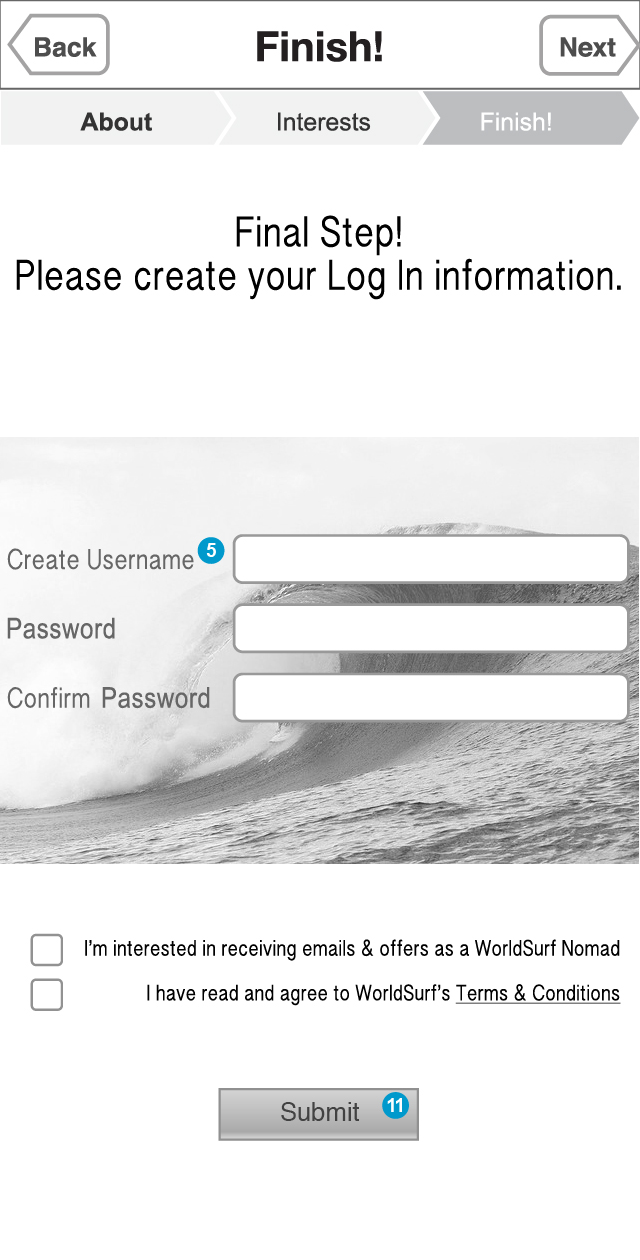 Back
Finish!
Next
About
Interests
Finish!
Final Step!
Please create your Log In information.
Create Username 5
Password
Confirm Password
I'm interested in receiving emails & offers as a WorldSurf Nomad
I have read and agree to WorldSurf's Terms & Conditions
Submit 11